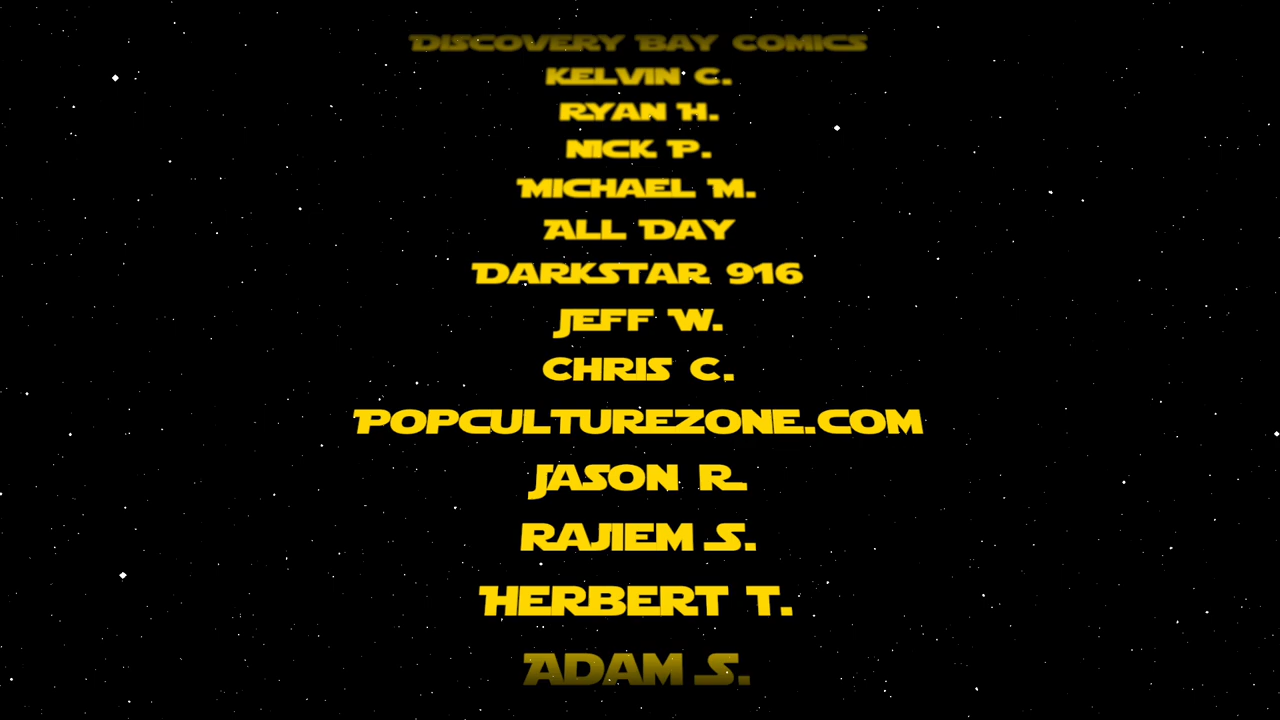 Discovery Bay Comics
Kelvin C.
Ryan H.
Nick P.
Michael M.
All Day
Darkstar 916
Jeff W.
Chris C.
Popculturezone.com
Jason R.
Rajiem S.
Herbert T.
Adam S.